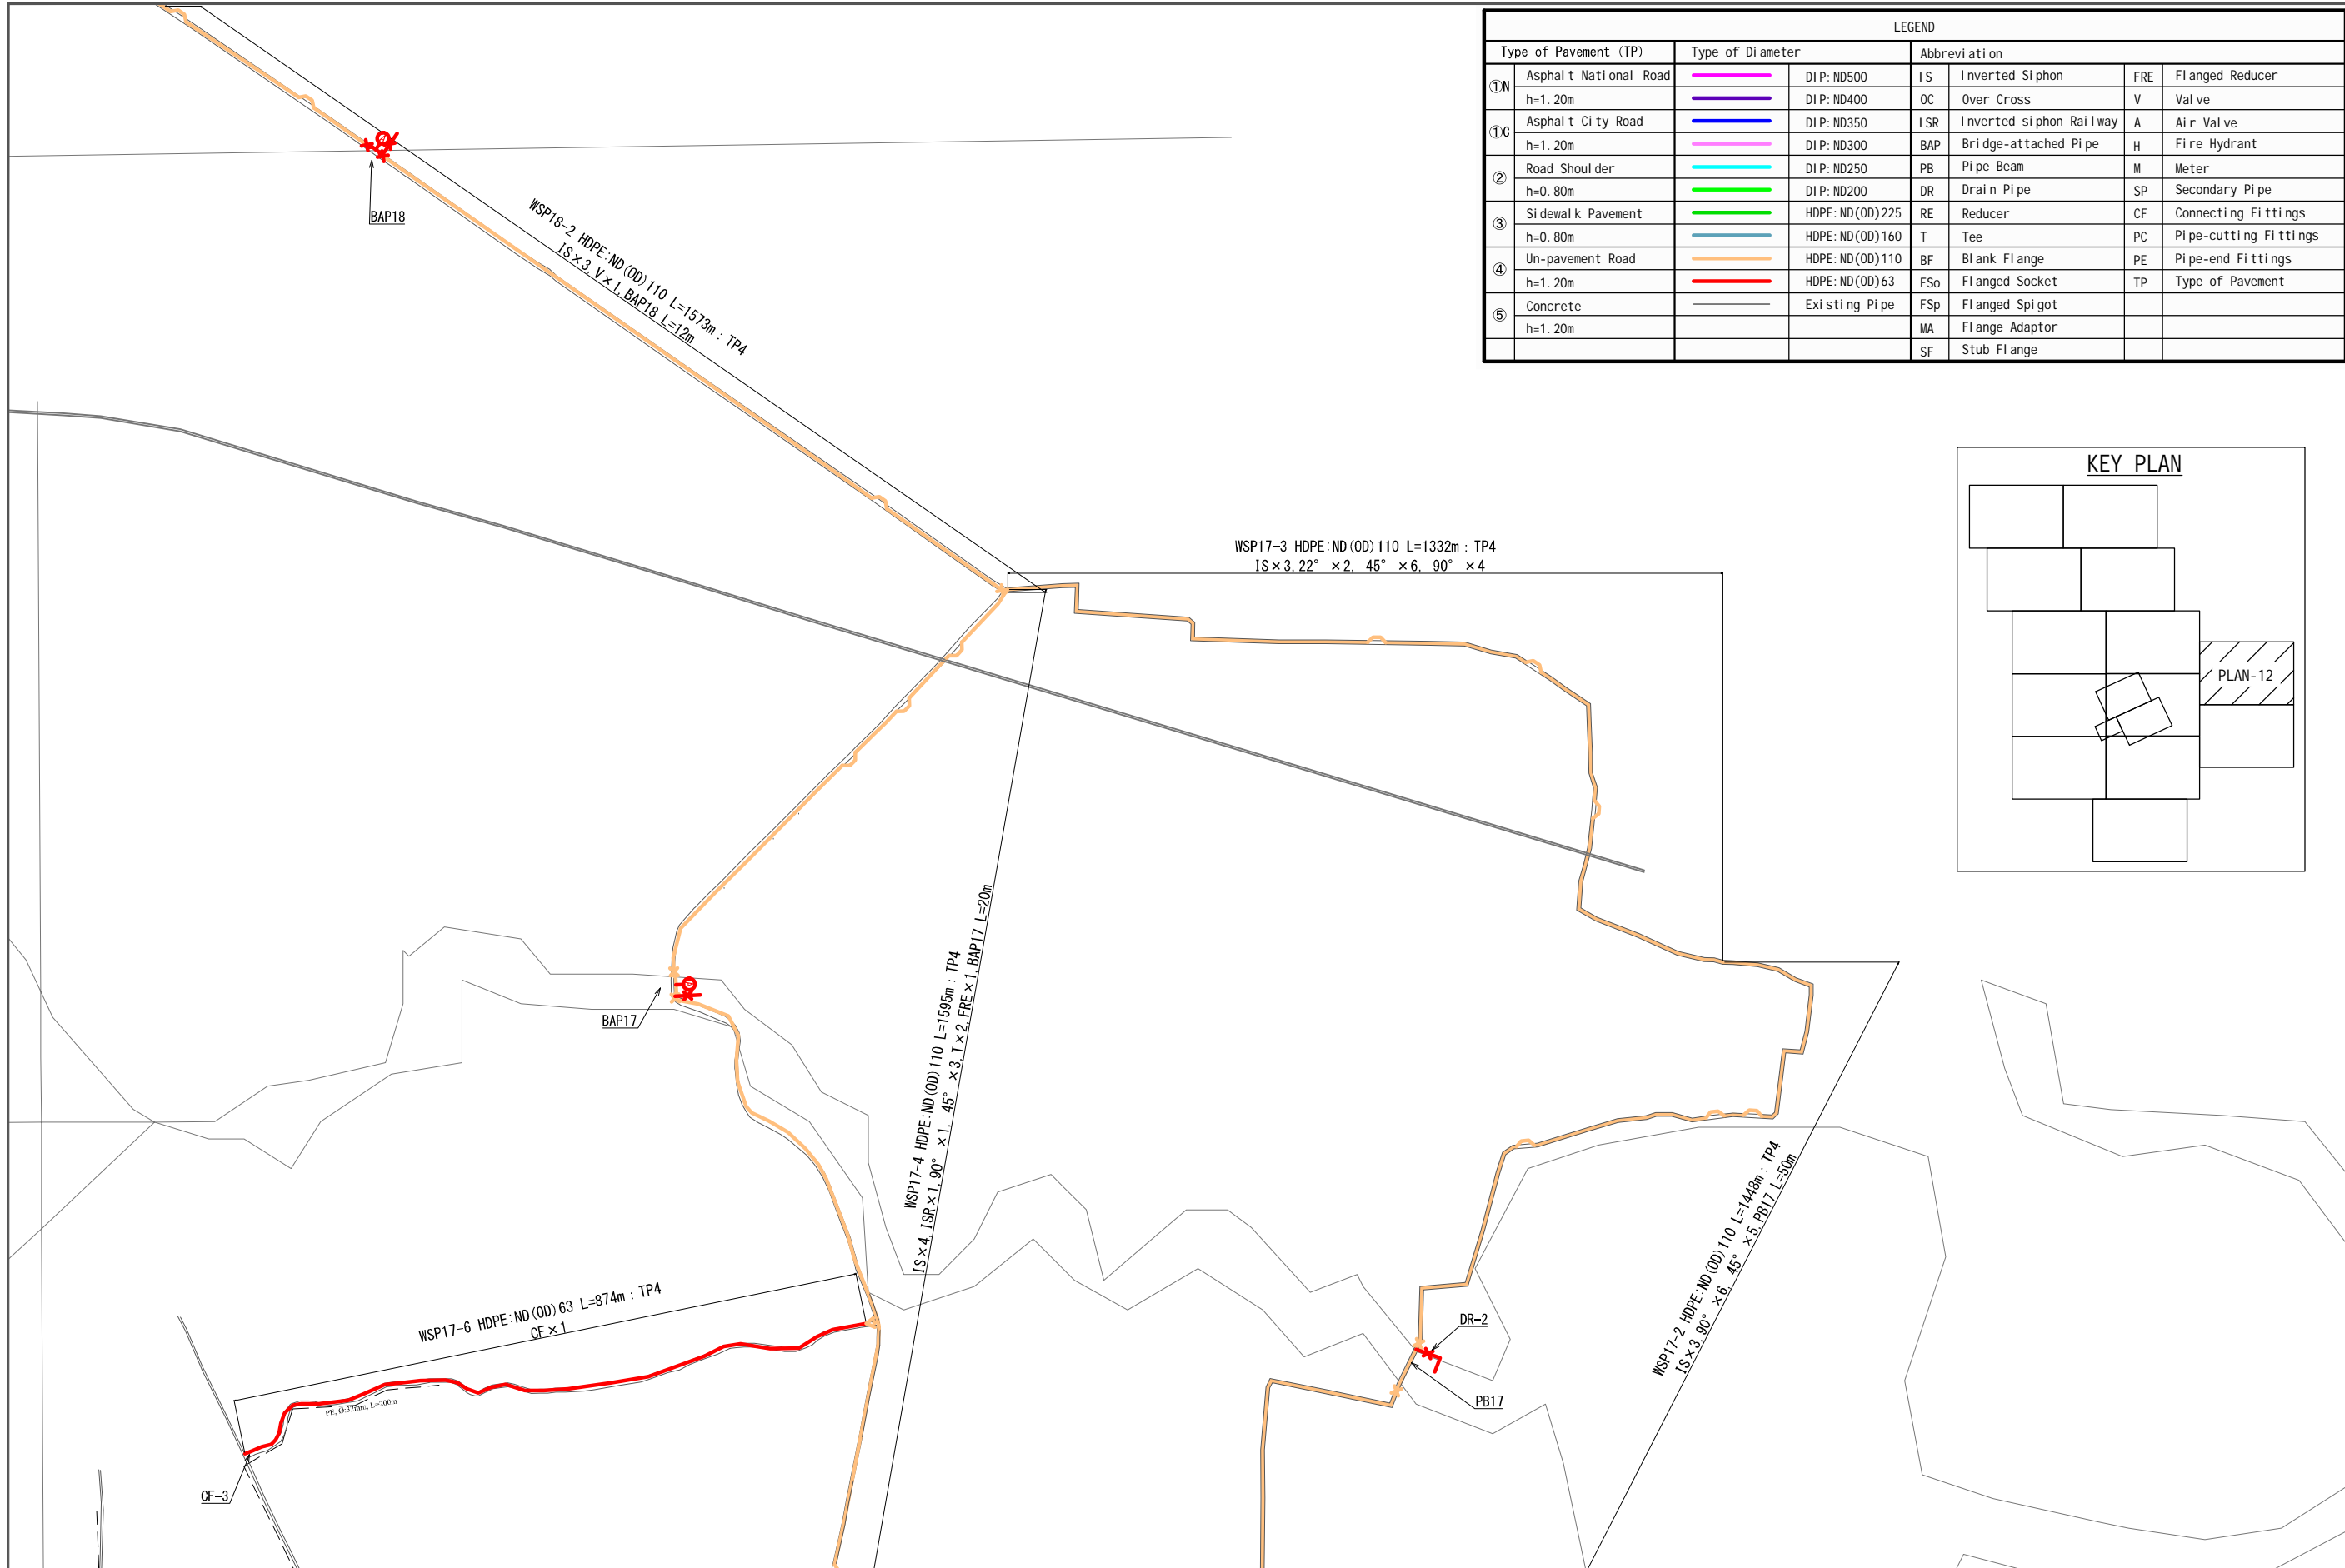 LEGEND
Type of Pavement (TP) Type of Diameter Abbreviation
①N Asphalt National Road DIP:ND500 IS Inverted Siphon FRE Flanged Reducer
h=1.20m DIP:ND400 OC Over Cross V Valve
①C Asphalt City Road DIP:ND350 ISR Inverted siphon Railway A Air Valve
h=1.20m DIP:ND300 BAP Bridge-attached Pipe H Fire Hydrant
② Road Shoulder DIP:ND250 PB Pipe Beam M Meter
h=0.80m DIP:ND200 DR Drain Pipe SP Secondary Pipe
③ Sidewalk Pavement HDPE:ND(OD)225 RE Reducer CF Connecting Fittings
h=0.80m HDPE:ND(OD)160 T Tee PC Pipe-cutting Fittings
④ Un-pavement Road HDPE:ND(OD)110 BF Blank Flange PE Pipe-end Fittings
h=1.20m HDPE:ND(OD)63 FSo Flanged Socket TP Type of Pavement
⑤ Concrete Existing Pipe FSp Flanged Spigot
h=1.20m MA Flange Adaptor
SF Stub Flange
BAP18
WSP18-2 HDPE:ND(OD)110 L=1573m : TP4
IS×3,V×1,BAP18 L=12m
KEY PLAN
PLAN-12
WSP17-3 HDPE:ND(OD)110 L=1332m : TP4
IS×3,22° ×2, 45° ×6, 90° ×4
BAP17
WSP17-4 HDPE:ND(OD)110 L=1595m : TP4
IS×4,ISR×1,90° ×1, 45° ×3,T×2,FRE×1,BAP17 L=20m
WSP17-2 HDPE:ND(OD)110 L=1448m : TP4
IS×3,90° ×6, 45° ×5,PB17 L=50m
WSP17-6 HDPE:ND(OD)63 L=874m : TP4
CF×1
DR-2
PB17
PE, O:32mm, L=200m
CF-3